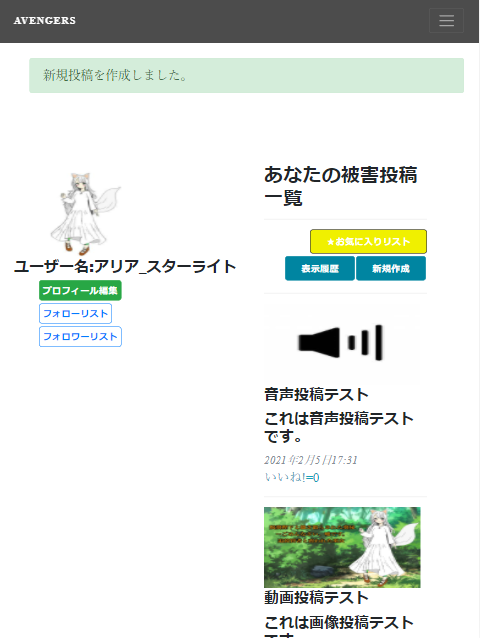 AVENGERS
新規投稿を作成しました。
ユーザー名:アリア_スターライト
プロフィール編集
フォローリスト
フォロワーリスト
あなたの被害投稿
一覧
★お気に入りリスト
表示履歴 新規作成
音声投稿テスト
これは音声投稿テスト
です。
2021年2月5日17:31
いいね!=0
動画投稿テスト
これは画像投稿テスト
です。